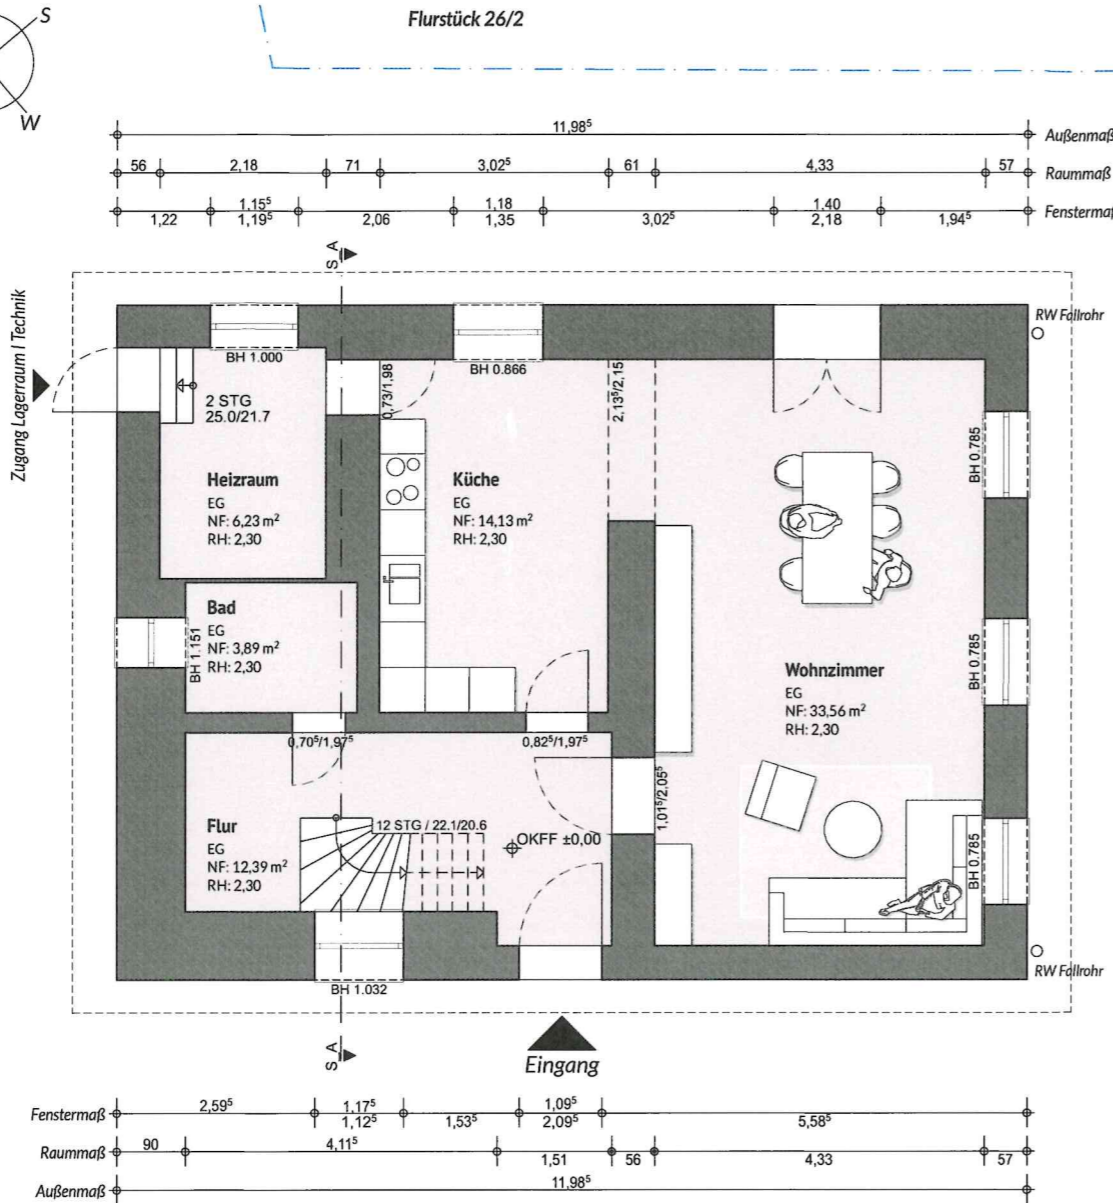 S
W
Flurstück 26/2
11,98⁵
Außenmaß
56 2,18 71 3,02⁵ 61 4,33 57
Raummaß
1,15⁵ 1,18 1,40
1,22 1,19⁵ 2,06 1,35 3,02⁵ 2,18 1,94⁵
Fenstermaß
S A
Zugang Lagerraum I Technik
RW Fallrohr
BH 1.000
BH 0.866
0,73/1,98
2,13⁵/2,15
2 STG
25.0/21.7
BH 0.785
Heizraum
EG
NF: 6,23 m²
RH: 2,30
Küche
EG
NF: 14,13 m²
RH: 2,30
Bad
EG
NF: 3,89 m²
RH: 2,30
BH 1.151
BH 0.785
Wohnzimmer
EG
NF: 33,56 m²
RH: 2,30
0,70⁵/1,97⁵
0,82⁵/1,97⁵
1,01⁵/2,05⁵
Flur
EG
NF: 12,39 m²
RH: 2,30
12 STG / 22.1/20.6
OKFF ±0,00
BH 0.785
RW Fallrohr
BH 1.032
S A
Eingang
Fenstermaß
2,59⁵ 1,17⁵ 1,09⁵
1,12⁵ 1,53⁵ 2,09⁵ 5,58⁵
Raummaß
90 4,11⁵ 1,51 56 4,33 57
Außenmaß
11,98⁵